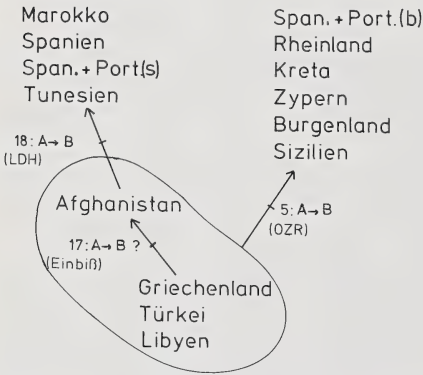 Marokko
Spanien
Span.+Port(s)
Tunesien
Span.+Port.(b)
Rheinland
Kreta
Zypern
Burgenland
Sizilien
18: A→B
(LDH)
Afghanistan
5: A→B
(OZR)
17: A→B ?
(Einbiß)
Griechenland
Türkei
Libyen